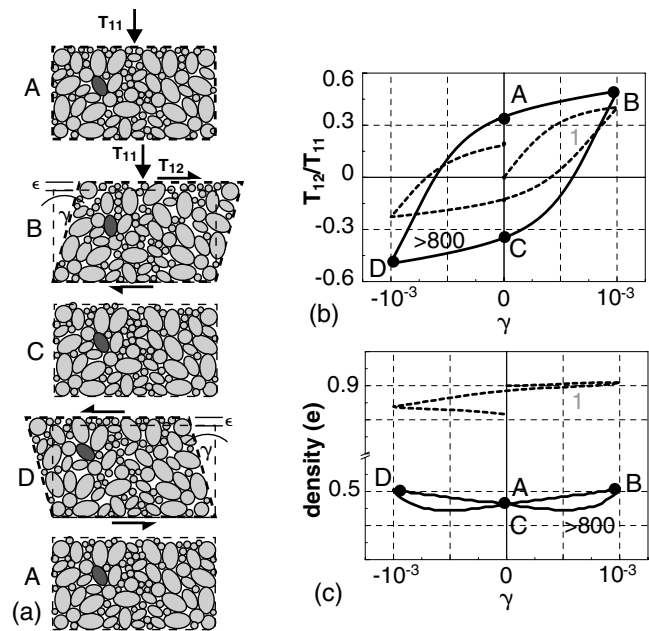 T11
A
T11
T12
ϵ
γ
B
C
ϵ
γ
D
A
(a)
T12/T11
0.6
0.3
0
-0.3
-0.6
A
B
1
>800
C
D
-10-3
0
10-3
γ
(b)
density (e)
0.9
0.5
1
D
A
B
C
>800
-10-3
0
10-3
γ
(c)